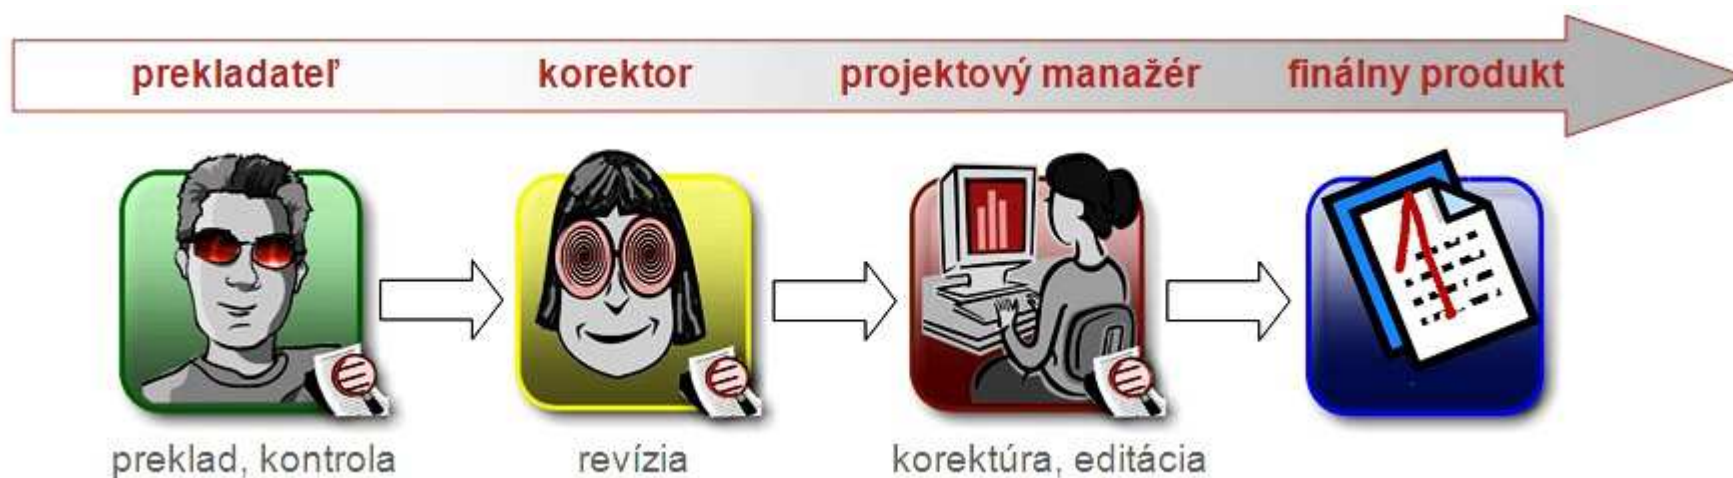 prekladateľ korektor projektový manažér finálny produkt
preklad, kontrola revízia korektúra, editácia